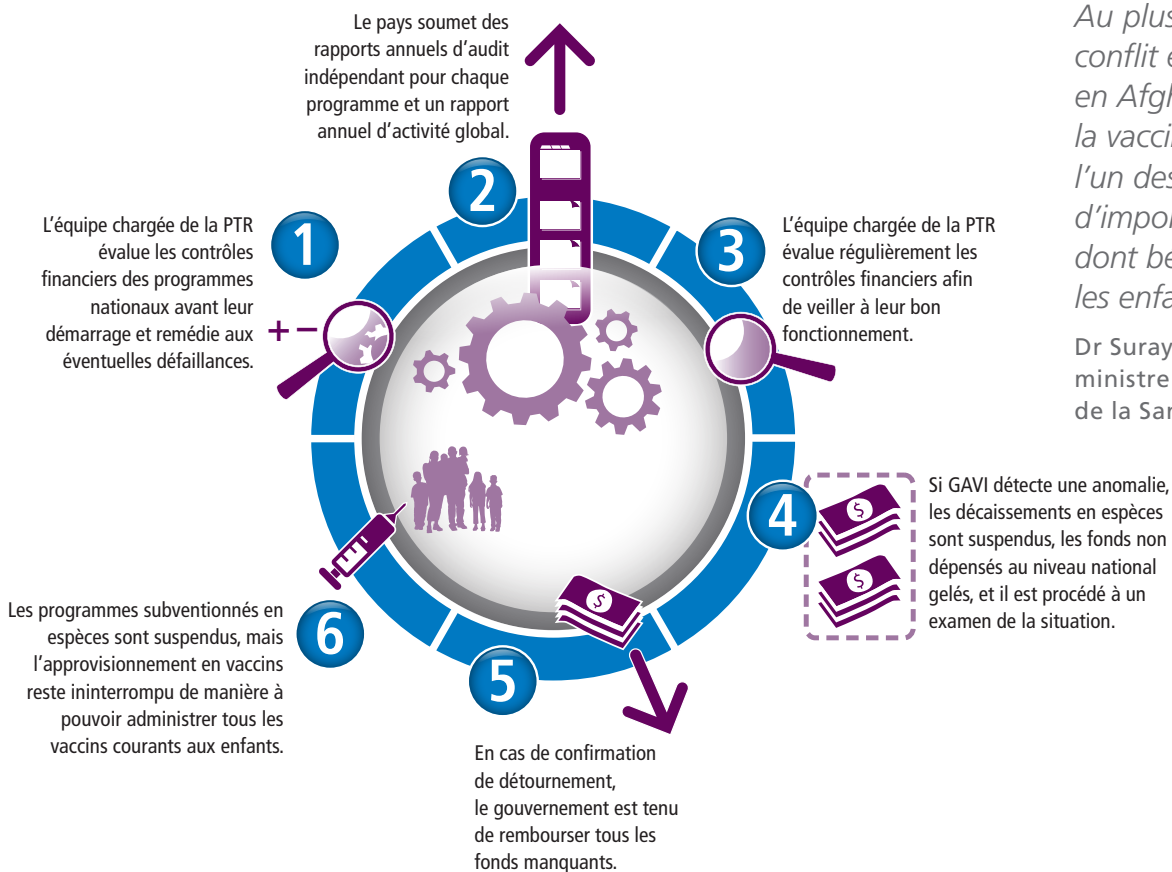 Le pays soumet des
rapports annuels d’audit
indépendant pour chaque
programme et un rapport
annuel d’activité global.
2
1
L’équipe chargée de la PTR
évalue les contrôles
financiers des programmes
nationaux avant leur
démarrage et remédie aux
éventuelles défaillances.
+ −
3
L’équipe chargée de la PTR
évalue régulièrement les
contrôles financiers afin
de veiller à leur bon
fonctionnement.
4
$
$
Si GAVI détecte une anomalie,
les décaissements en espèces
sont suspendus, les fonds non
dépensés au niveau national
gelés, et il est procédé à un
examen de la situation.
$
5
En cas de confirmation
de détournement,
le gouvernement est tenu
de rembourser tous les
fonds manquants.
6
Les programmes subventionnés en
espèces sont suspendus, mais
l’approvisionnement en vaccins
reste ininterrompu de manière à
pouvoir administrer tous les
vaccins courants aux enfants.
Au plus
conflit
en
la
l’un des
dont
les
Dr
ministre
de la